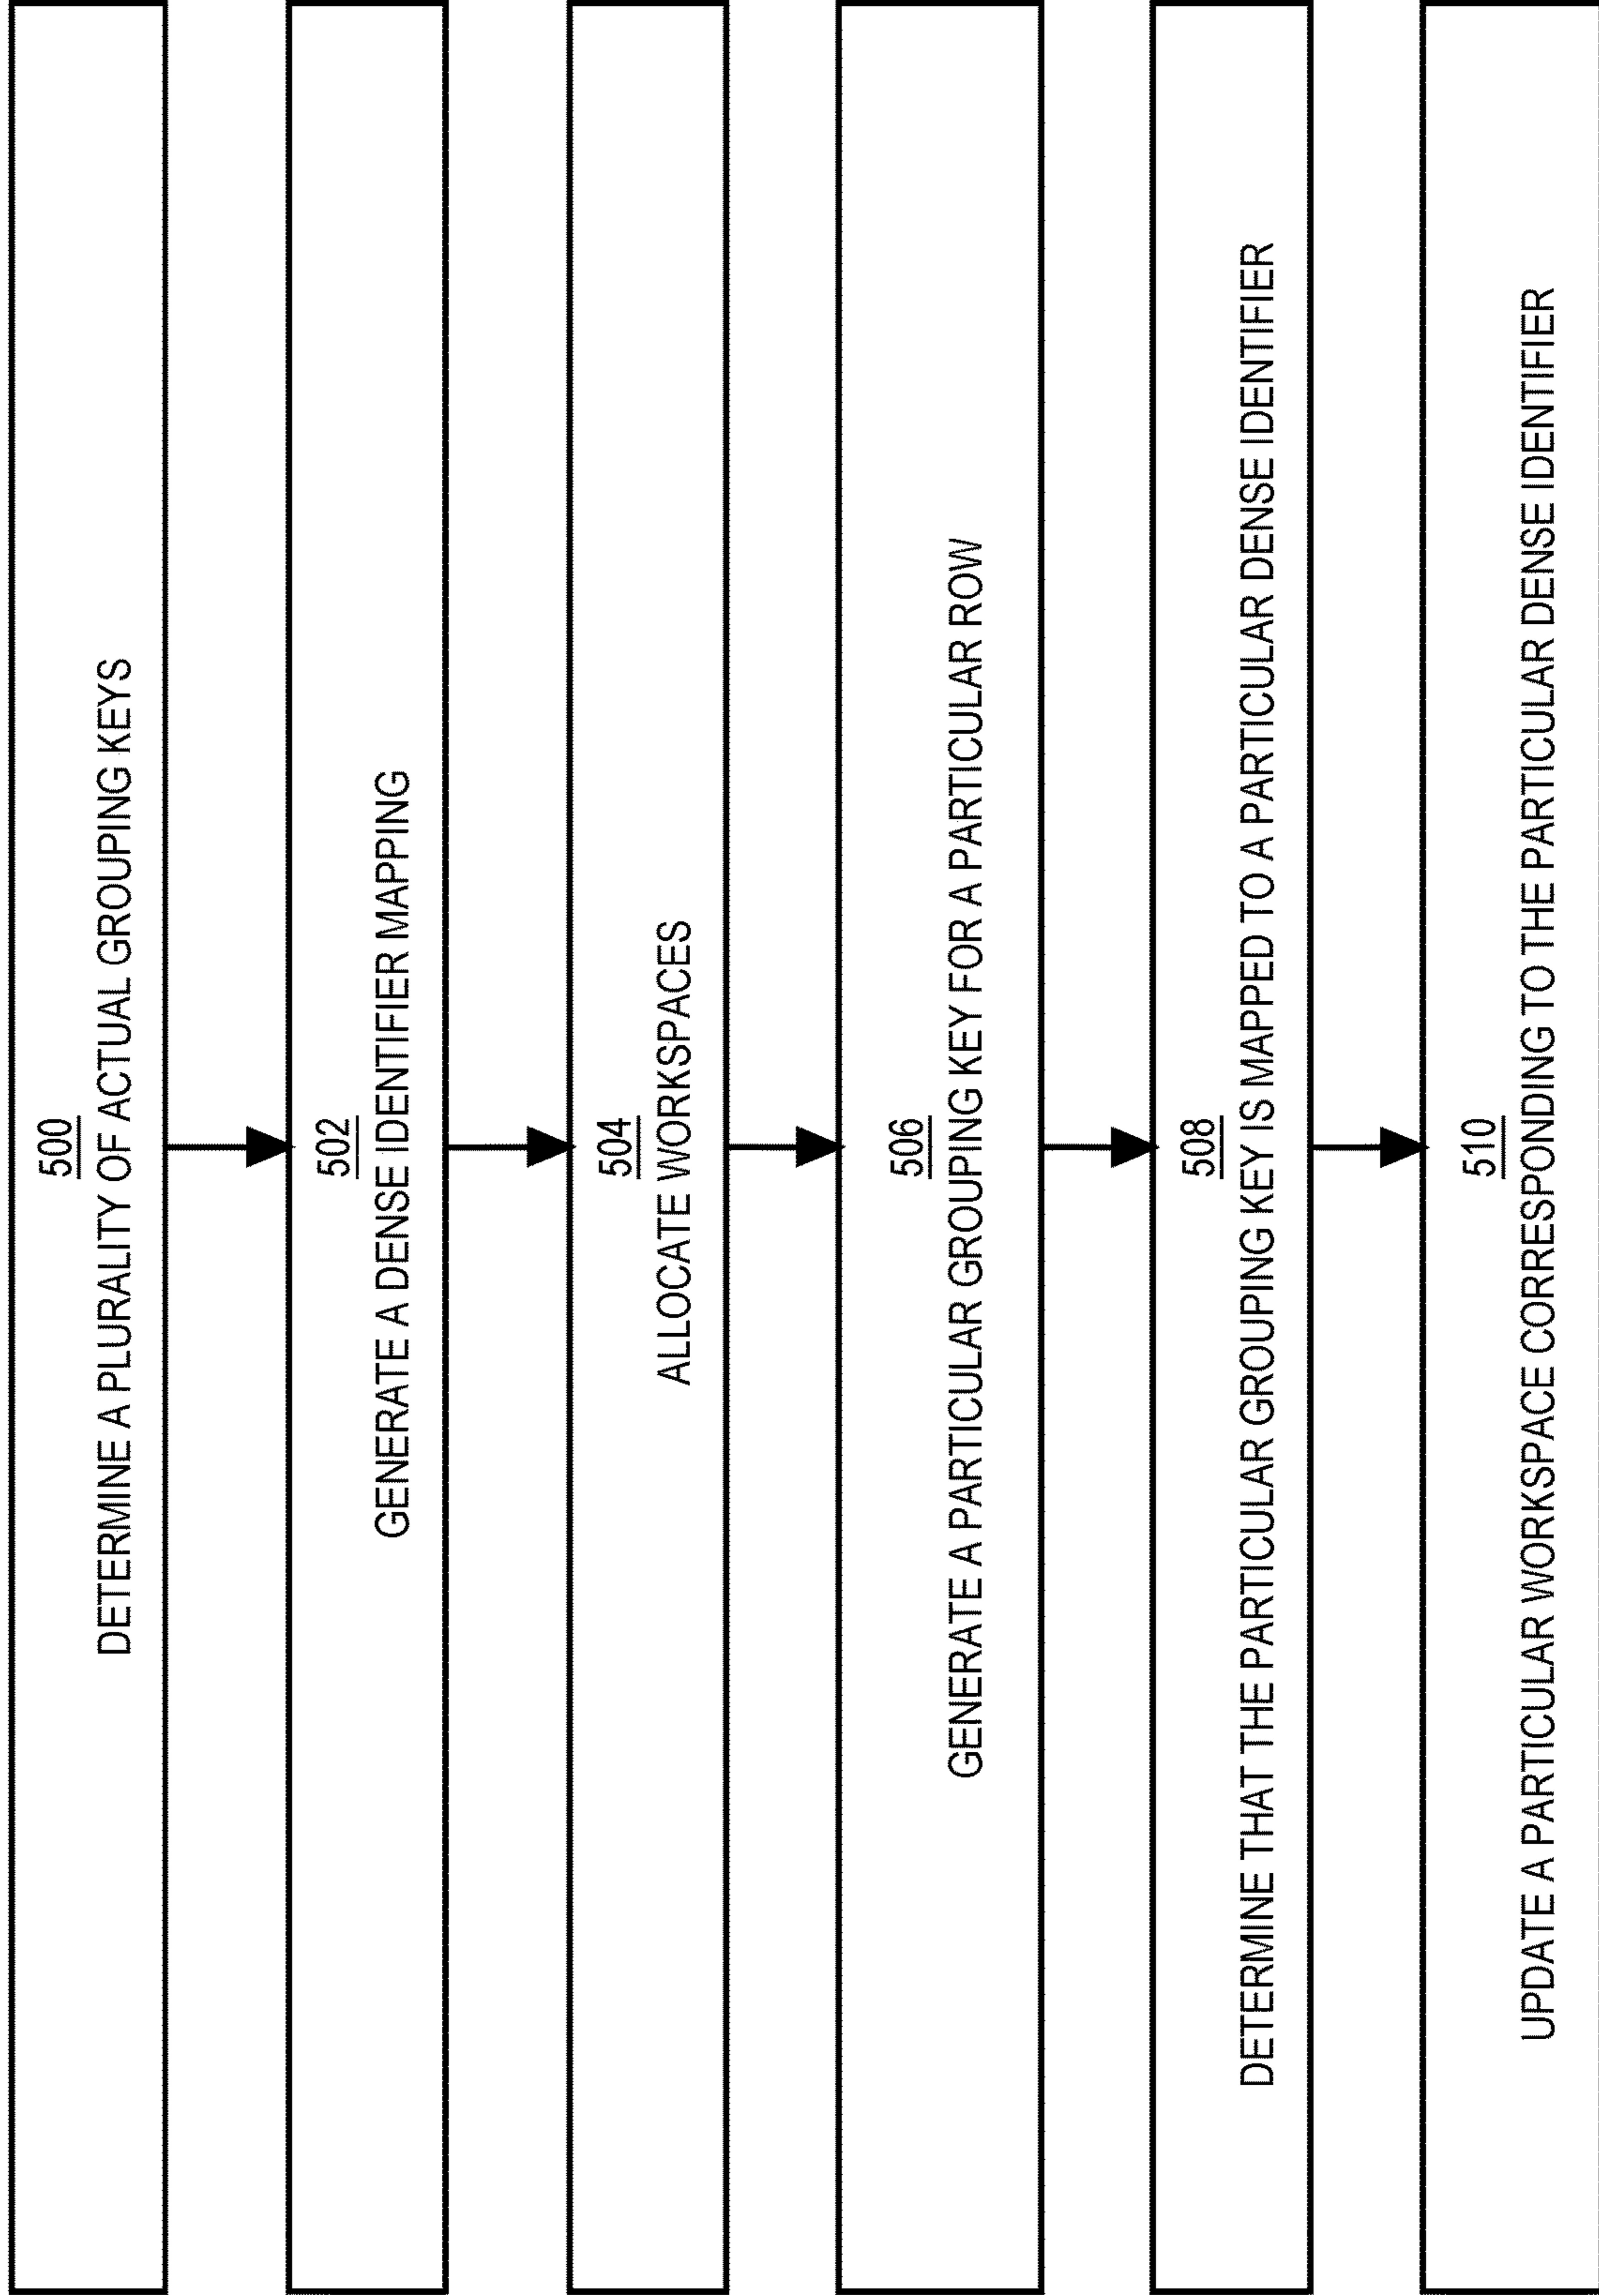 500
DETERMINE A PLURALITY OF ACTUAL GROUPING KEYS
502
GENERATE A DENSE IDENTIFIER MAPPING
504
ALLOCATE WORKSPACES
506
GENERATE A PARTICULAR GROUPING KEY FOR A PARTICULAR ROW
508
DETERMINE THAT THE PARTICULAR GROUPING KEY IS MAPPED TO A PARTICULAR DENSE IDENTIFIER
510
UPDATE A PARTICULAR WORKSPACE CORRESPONDING TO THE PARTICULAR DENSE IDENTIFIER